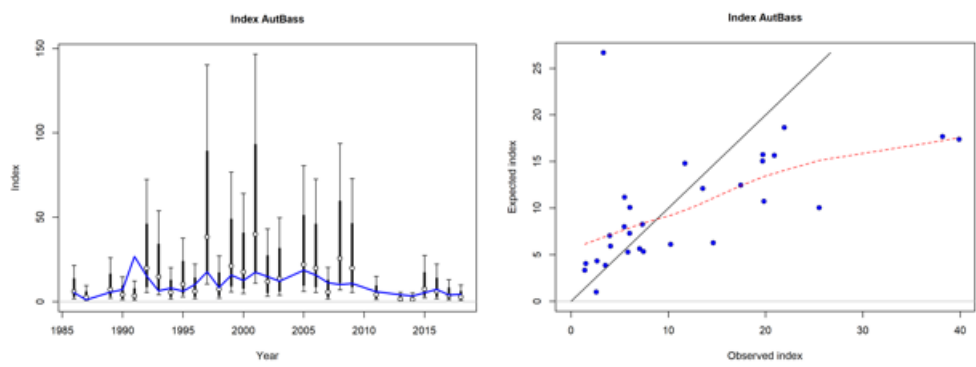 Index AutBass
Index
150
100
50
0
1985 1990 1995 2000 2005 2010 2015
Year
Index AutBass
Expected index
25
20
15
10
5
0
0 10 20 30 40
Observed index